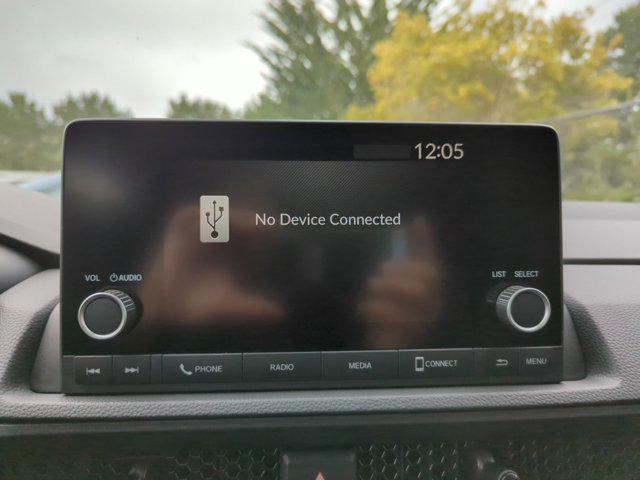 12:05
No Device Connected
VOL AUDIO
LIST SELECT
PHONE RADIO MEDIA CONNECT MENU